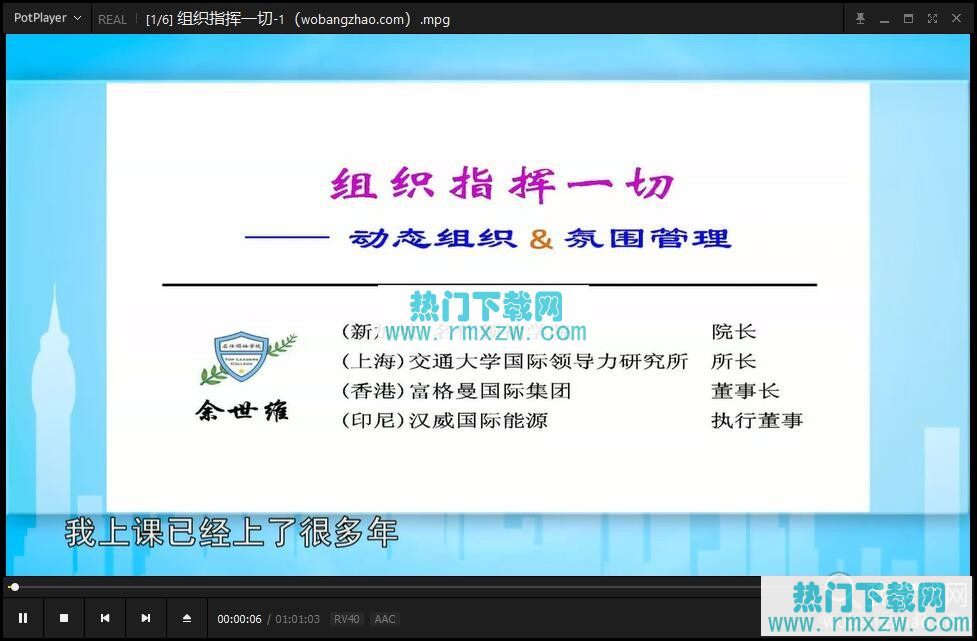 PotPlayer REAL [1/6] 组织指挥一切-1（wobangzhao.com）.mpg
组织指挥一切
—— 动态组织 & 氛围管理
热门下载网
www.rmxzw.com
(新 院长
(上海)交通大学国际领导力研究所 所长
(香港)富格曼国际集团 董事长
(印尼)汉威国际能源 执行董事
TOP LEADERS
COLLEGE
余世维
我上课已经上了很多年
00:00:06 / 01:01:03 RV40 AAC
热门下载网
www.rmxzw.com